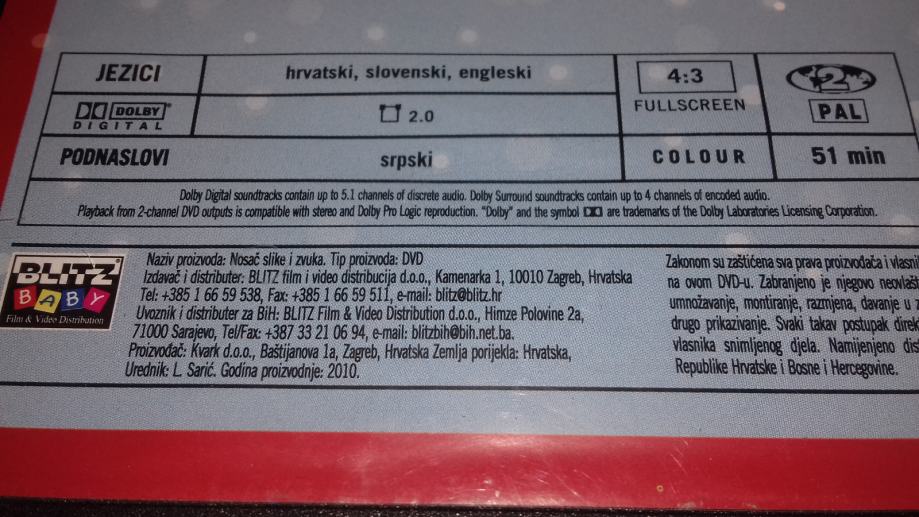 JEZICI
hrvatski, slovenski, engleski
4:3
FULLSCREEN
2
PAL
DOLBY
DIGITAL
2.0
PODNASLOVI
srpski
COLOUR
51 min
Dolby Digital soundtracks contain up to 5.1 channels of discrete audio. Dolby Surround soundtracks contain up to 4 channels of encoded audio.
Playback from 2-channel DVD outputs is compatible with stereo and Dolby Pro Logic reproduction. "Dolby" and the symbol are trademarks of the Dolby Laboratories Licensing Corporation.
BLITZ
BABY
Film & Video Distribution
Naziv proizvoda: Nosač slike i zvuka. Tip proizvoda: DVD
Izdavač i distributer: BLITZ film i video distribucija d.o.o., Kamenarka 1, 10010 Zagreb, Hrvatska
Tel: +385 1 66 59 538, Fax: +385 1 66 59 511, e-mail: blitz@blitz.hr
Uvoznik i distributer za BiH: BLITZ Film & Video Distribution d.o.o., Himze Polovine 2a,
71000 Sarajevo, Tel/Fax: +387 33 21 06 94, e-mail: blitzbih@bih.net.ba.
Proizvođač: Kvark d.o.o., Baštijanova 1a, Zagreb, Hrvatska Zemlja porijekla: Hrvatska,
Urednik: L. Sarić. Godina proizvodnje: 2010.
Zakonom su zaštićena sva prava proizvođača i vlasni
na ovom DVD-u. Zabranjeno je njegovo neovlašt
umnožavanje, montiranje, razmjena, davanje u
drugo prikazivanje. Svaki takav postupak direk
vlasnika snimljenog djela. Namijenjeno dis
Republike Hrvatske i Bosne i Hercegovine.